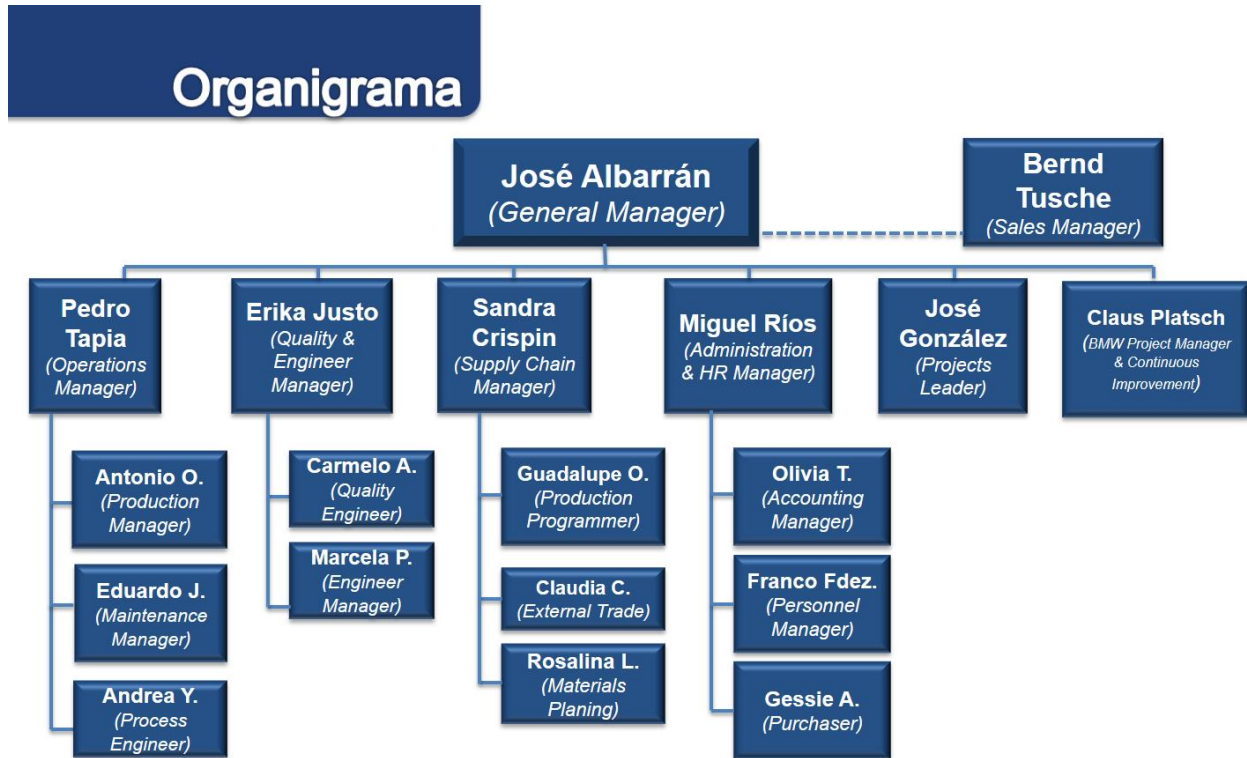 Organigrama
José Albarrán
(General Manager)
Bernd
Tusche
(Sales Manager)
Pedro
Tapia
(Operations
Manager)
Erika Justo
(Quality &
Engineer
Manager)
Sandra
Crispin
(Supply Chain
Manager)
Miguel Ríos
(Administration
& HR Manager)
José
González
(Projects
Leader)
Claus Platsch
(BMW Project Manager
& Continuous
Improvement)
Antonio O.
(Production
Manager)
Eduardo J.
(Maintenance
Manager)
Andrea Y.
(Process
Engineer)
Carmelo A.
(Quality
Engineer)
Marcela P.
(Engineer
Manager)
Guadalupe O.
(Production
Programmer)
Claudia C.
(External Trade)
Rosalina L.
(Materials
Planing)
Olivia T.
(Accounting
Manager)
Franco Fdez.
(Personnel
Manager)
Gessie A.
(Purchaser)